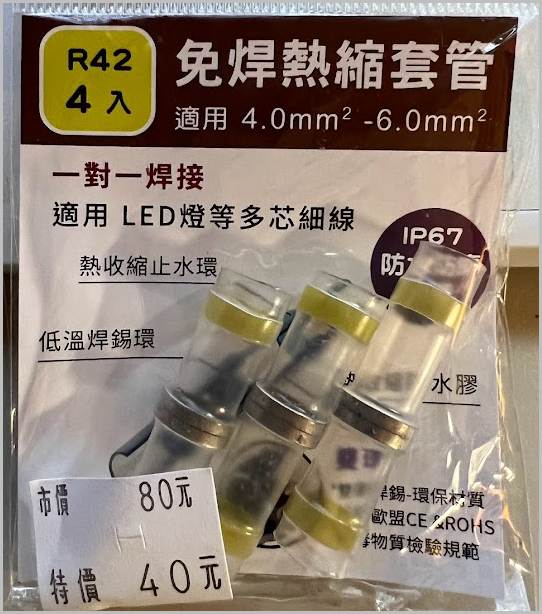 R42
4入
免焊熱縮套管
適用 4.0mm² -6.0mm²
一對一焊接
適用 LED燈等多芯細線
IP67
防
熱收縮止水環
低溫焊錫環
水膠
焊錫-環保材質
歐盟CE &ROHS
物質檢驗規範
市價 80元
特價 40元